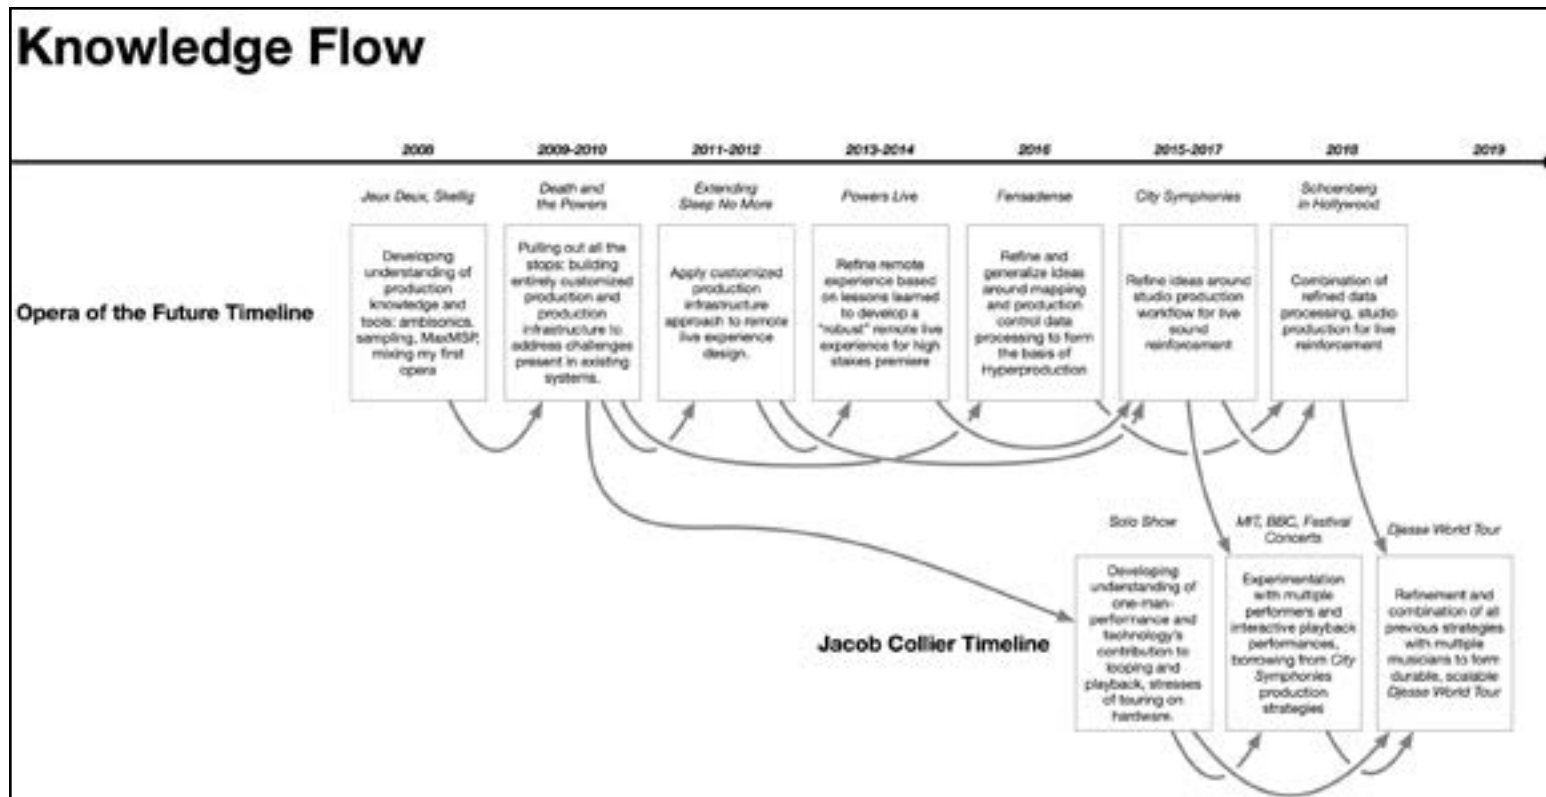 Knowledge Flow
2008
2009-2010
2011-2012
2013-2014
2016
2015-2017
2018
2019
Jeux Deux, Skellig
Death and
the Powers
Extending
Sleep No More
Powers Live
Fensadense
City Symphonies
Schoenberg
in Hollywood
Opera of the Future Timeline
Developing
understanding of
production
knowledge and
tools: ambisonics,
sampling, MaxMSP,
mixing my first
opera
Pulling out all the
stops: building
entirely customized
production and
production
infrastructure to
address challenges
present in existing
systems.
Apply customized
production
infrastructure
approach to remote
live experience
design.
Refine remote
experience based
on lessons learned
to develop a
"robust" remote live
experience for high
stakes premiere
Refine and
generalize ideas
around mapping
and production
control data
processing to form
the basis of
Hyperproduction
Refine ideas around
studio production
workflow for live
sound
reinforcement
Combination of
refined data
processing, studio
production for live
reinforcement
Solo Show
MIT, BBC, Festival
Concerts
Djesse World Tour
Jacob Collier Timeline
Developing
understanding of
one-man-
performance and
technology's
contribution to
looping and
playback, stresses
of touring on
hardware.
Experimentation
with multiple
performers and
interactive playback
performances,
borrowing from City
Symphonies
production
strategies
Refinement and
combination of all
previous strategies
with multiple
musicians to form
durable, scalable
Djesse World Tour